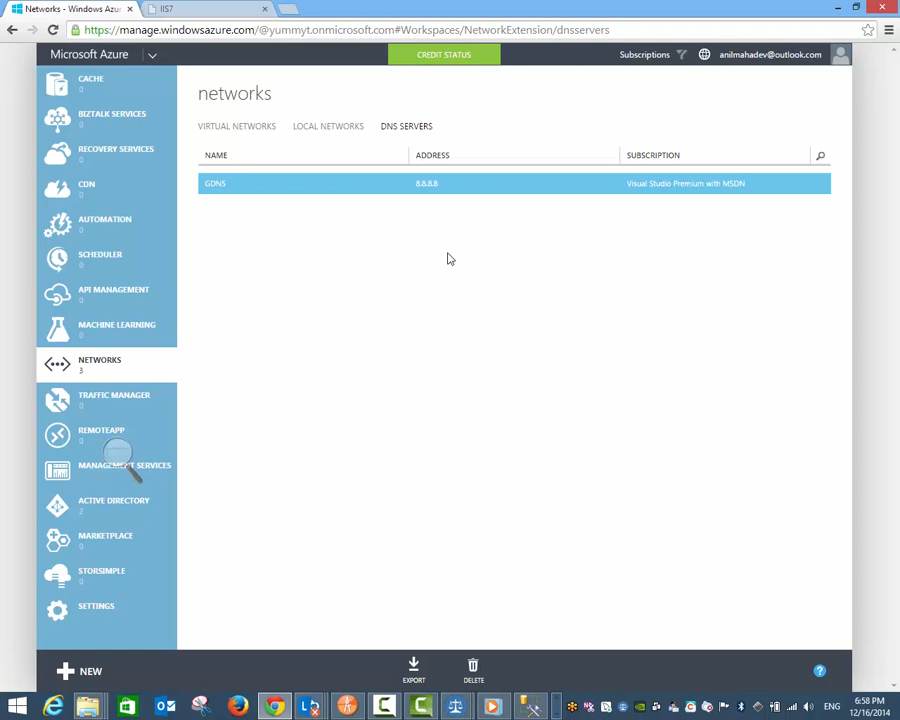 Networks - Windows Azu
IIS7
https://manage.windowsazure.com/@yummyt.onmicrosoft.com#Workspaces/NetworkExtension/dnsservers
Microsoft Azure
CREDIT STATUS
Subscriptions
anilmahadev@outlook.com
CACHE
0
BIZTALK SERVICES
0
RECOVERY SERVICES
0
CDN
0
AUTOMATION
0
SCHEDULER
0
API MANAGEMENT
0
MACHINE LEARNING
0
NETWORKS
3
TRAFFIC MANAGER
0
REMOTEAPP
0
MANAGEMENT SERVICES
ACTIVE DIRECTORY
2
MARKETPLACE
0
STORSIMPLE
0
SETTINGS
networks
VIRTUAL NETWORKS LOCAL NETWORKS DNS SERVERS
NAME ADDRESS SUBSCRIPTION
GDNS 8.8.8.8 Visual Studio Premium with MSDN
NEW
EXPORT
DELETE
?
ENG
6:58 PM
12/16/2014